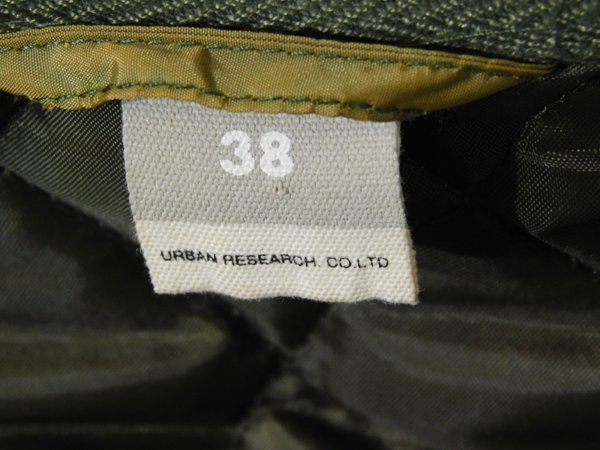 38
URBAN RESEARCH. CO.LTD